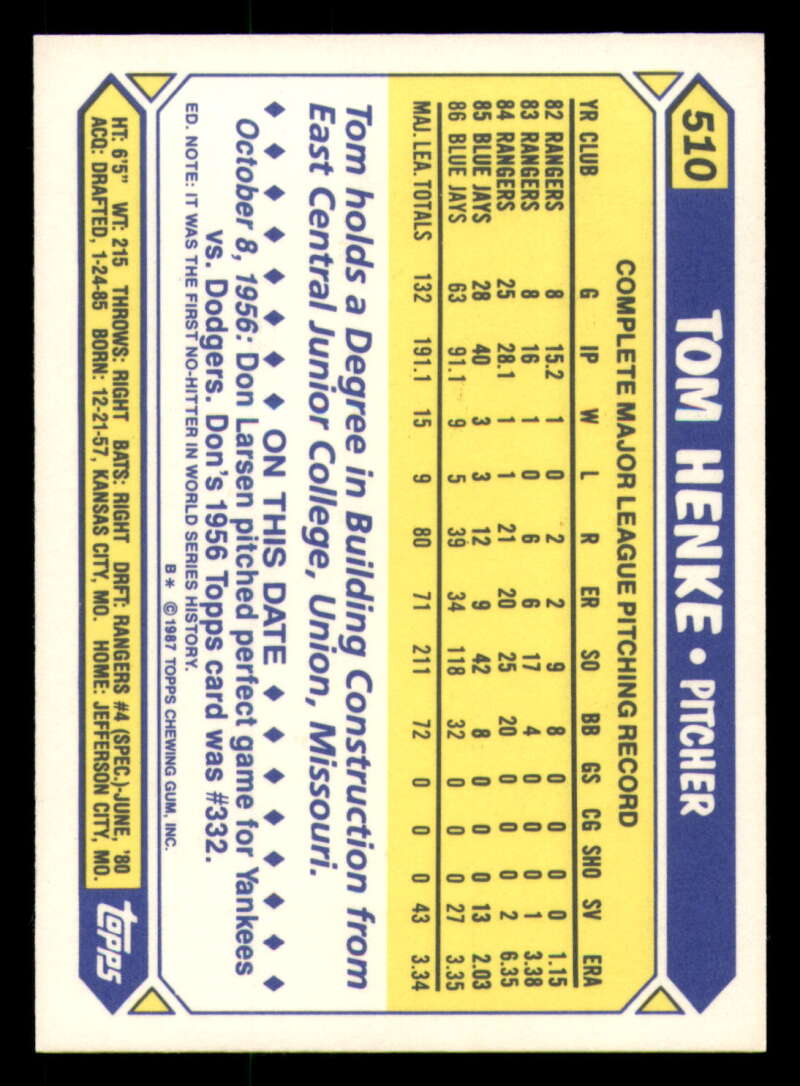 510
TOM HENKE • PITCHER
COMPLETE MAJOR LEAGUE PITCHING RECORD
YR CLUB G IP W L R ER SO BB GS CG SHO SV ERA
82 RANGERS 8 15.2 1 0 2 2 9 8 0 0 0 0 1.15
83 RANGERS 8 16 1 0 6 6 17 4 0 0 0 1 3.38
84 RANGERS 25 28.1 1 1 21 20 25 20 0 0 0 2 6.35
85 BLUE JAYS 28 40 3 3 12 9 42 8 0 0 0 13 2.03
86 BLUE JAYS 63 91.1 9 5 39 34 118 32 0 0 0 27 3.35
MAJ. LEA. TOTALS 132 191.1 15 9 80 71 211 72 0 0 0 43 3.34
Tom holds a Degree in Building Construction from
East Central Junior College, Union, Missouri.
◆ ◆ ◆ ◆ ◆ ◆ ◆ ON THIS DATE ◆ ◆ ◆ ◆ ◆ ◆ ◆
October 8, 1956: Don Larsen pitched perfect game for Yankees
vs. Dodgers. Don's 1956 Topps card was #332.
ED. NOTE: IT WAS THE FIRST NO-HITTER IN WORLD SERIES HISTORY.
B* ©1987 TOPPS CHEWING GUM, INC.
HT: 6'5" WT: 215 THROWS: RIGHT BATS: RIGHT DRFT: RANGERS #4 (SPEC.)-JUNE, '80
ACQ: DRAFTED, 1-24-85 BORN: 12-21-57, KANSAS CITY, MO. HOME: JEFFERSON CITY, MO.
topps